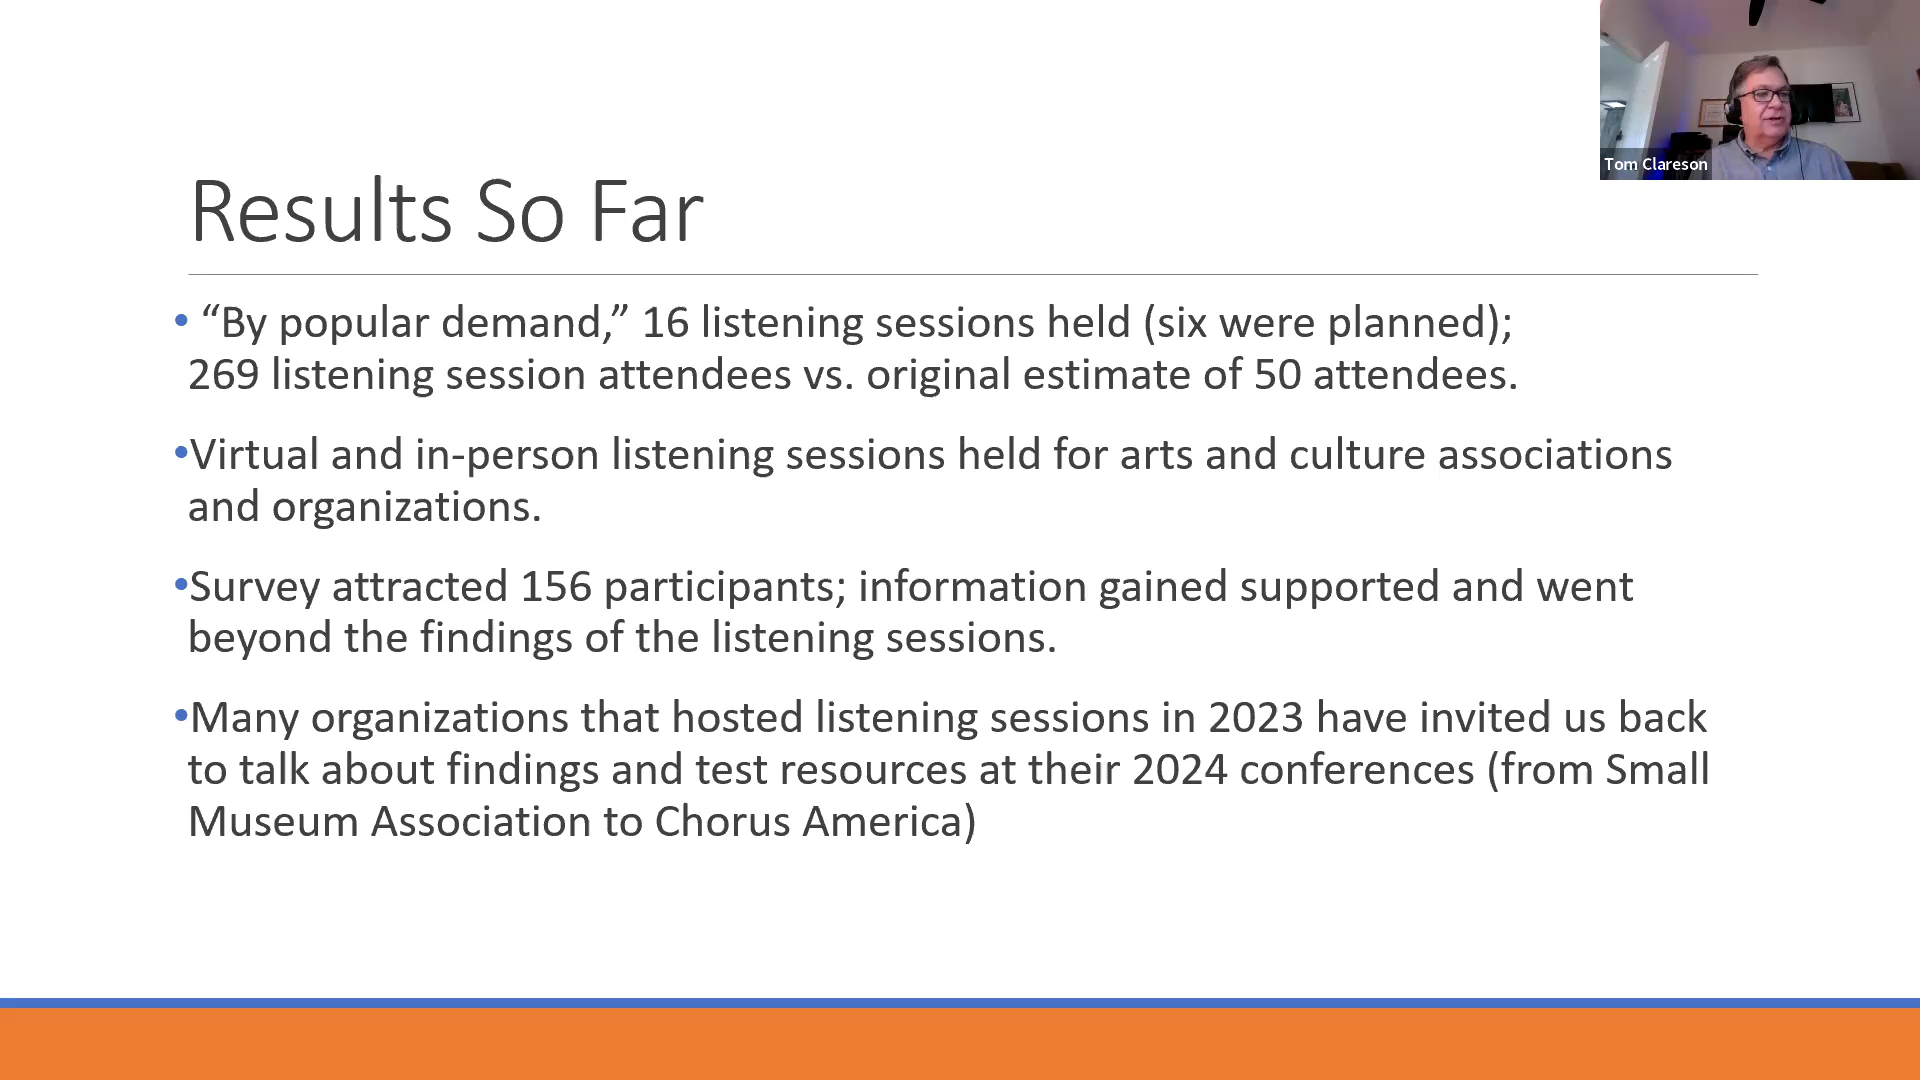 Tom Clareson
Results So Far
• “By popular demand,” 16 listening sessions held (six were planned);
269 listening session attendees vs. original estimate of 50 attendees.
•Virtual and in-person listening sessions held for arts and culture associations
and organizations.
•Survey attracted 156 participants; information gained supported and went
beyond the findings of the listening sessions.
•Many organizations that hosted listening sessions in 2023 have invited us back
to talk about findings and test resources at their 2024 conferences (from Small
Museum Association to Chorus America)